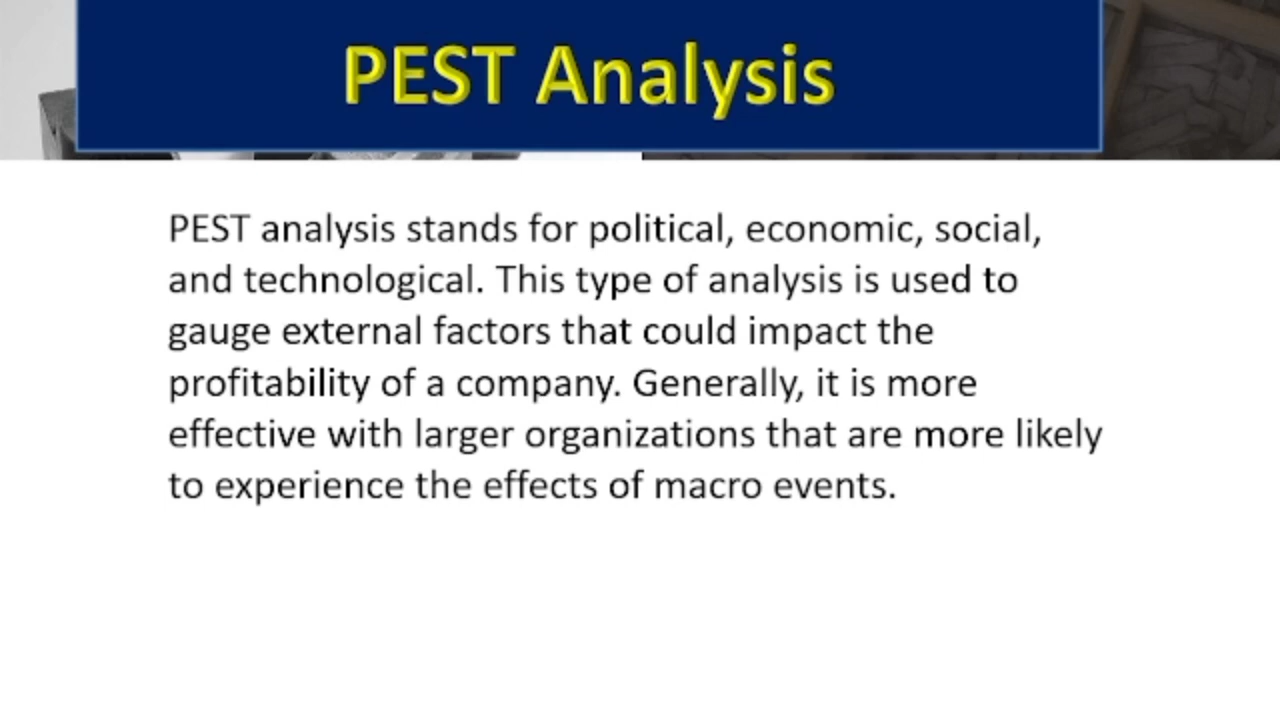 PEST Analysis
PEST analysis stands for political, economic, social,
and technological. This type of analysis is used to
gauge external factors that could impact the
profitability of a company. Generally, it is more
effective with larger organizations that are more likely
to experience the effects of macro events.